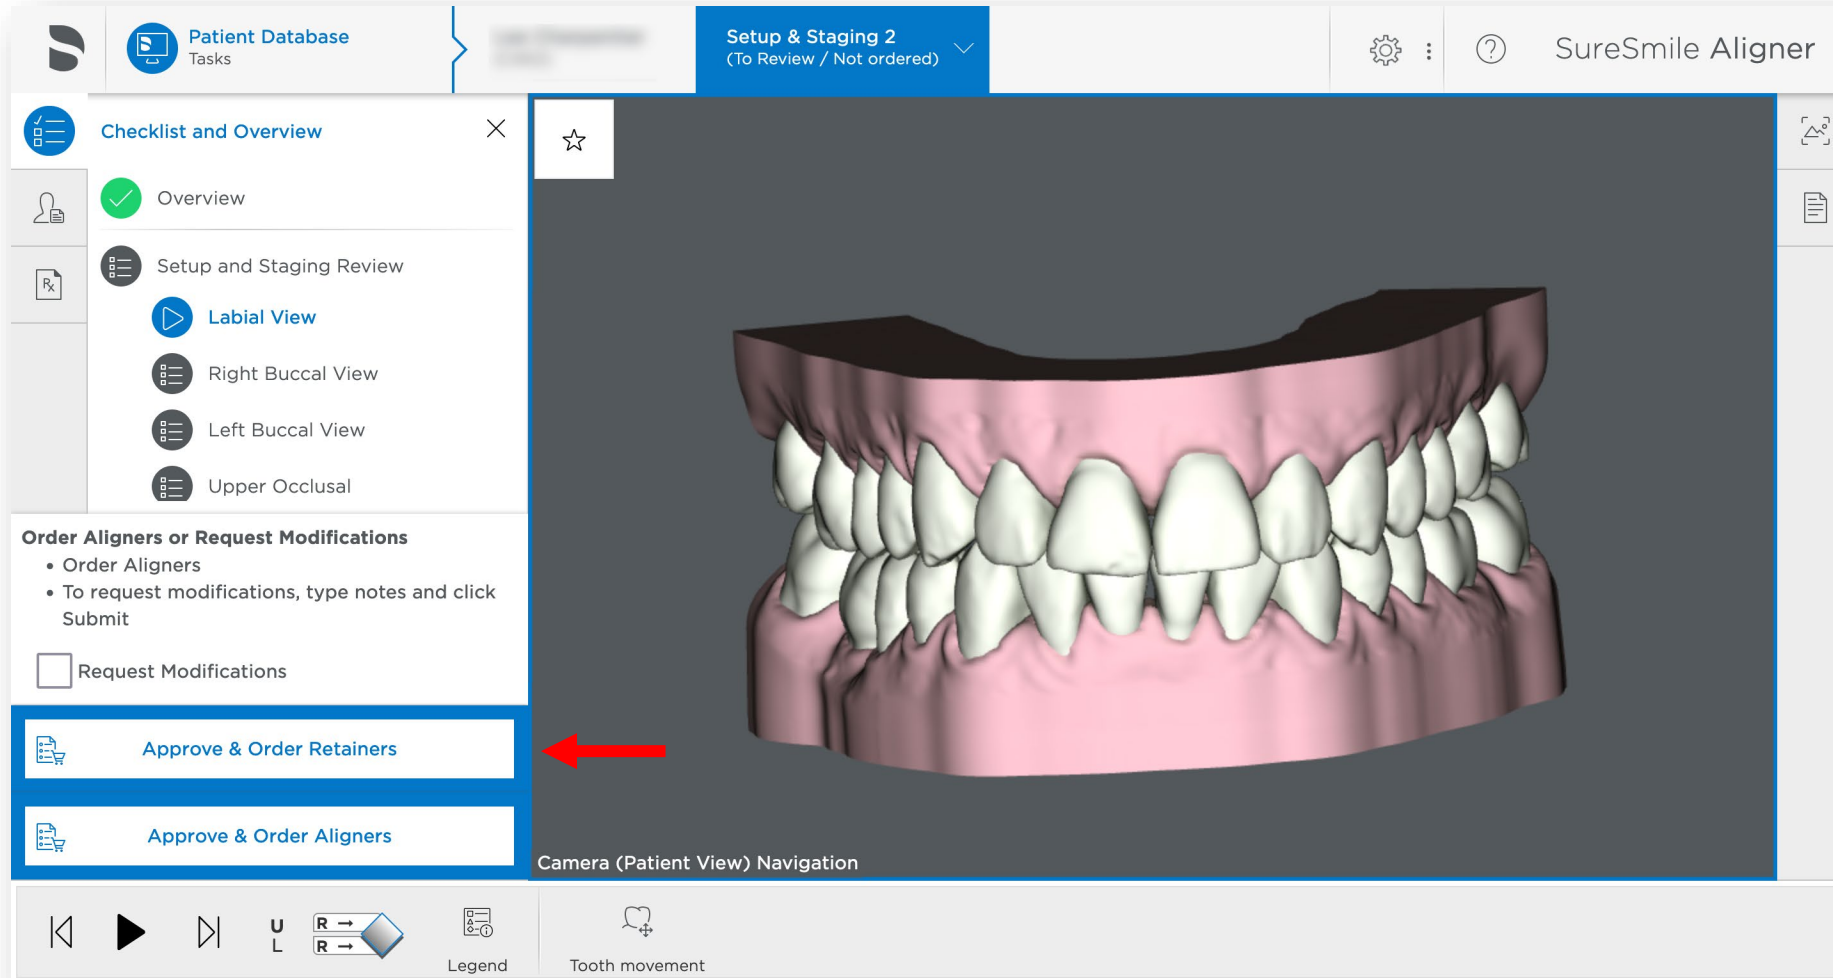 Patient Database
Tasks
Setup & Staging 2
(To Review / Not ordered)
SureSmile Aligner
Checklist and Overview
Overview
Setup and Staging Review
Labial View
Right Buccal View
Left Buccal View
Upper Occlusal
Order Aligners or Request Modifications
• Order Aligners
• To request modifications, type notes and click
Submit
Request Modifications
Rx
Approve & Order Retainers
Approve & Order Aligners
Camera (Patient View) Navigation
U
L
R →
R →
Legend
Tooth movement